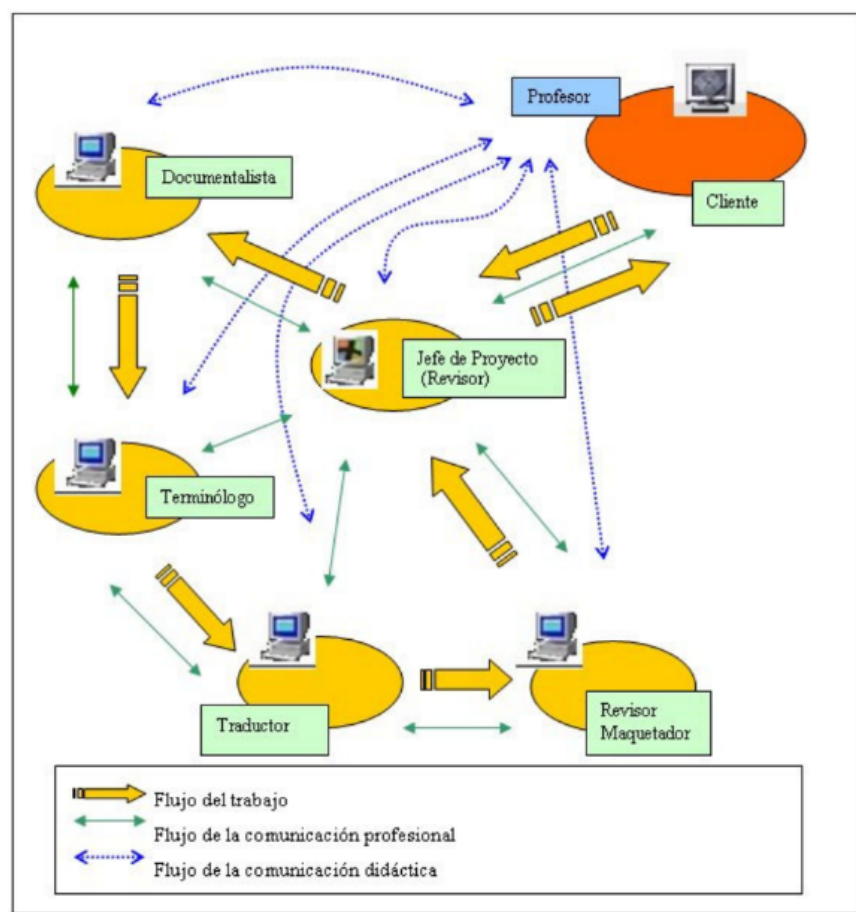 Profesor
Documentalista
Cliente
Jefe de Proyecto
(Revisor)
Terminólogo
Traductor
Revisor
Maquetador
Flujo del trabajo
Flujo de la comunicación profesional
Flujo de la comunicación didáctica